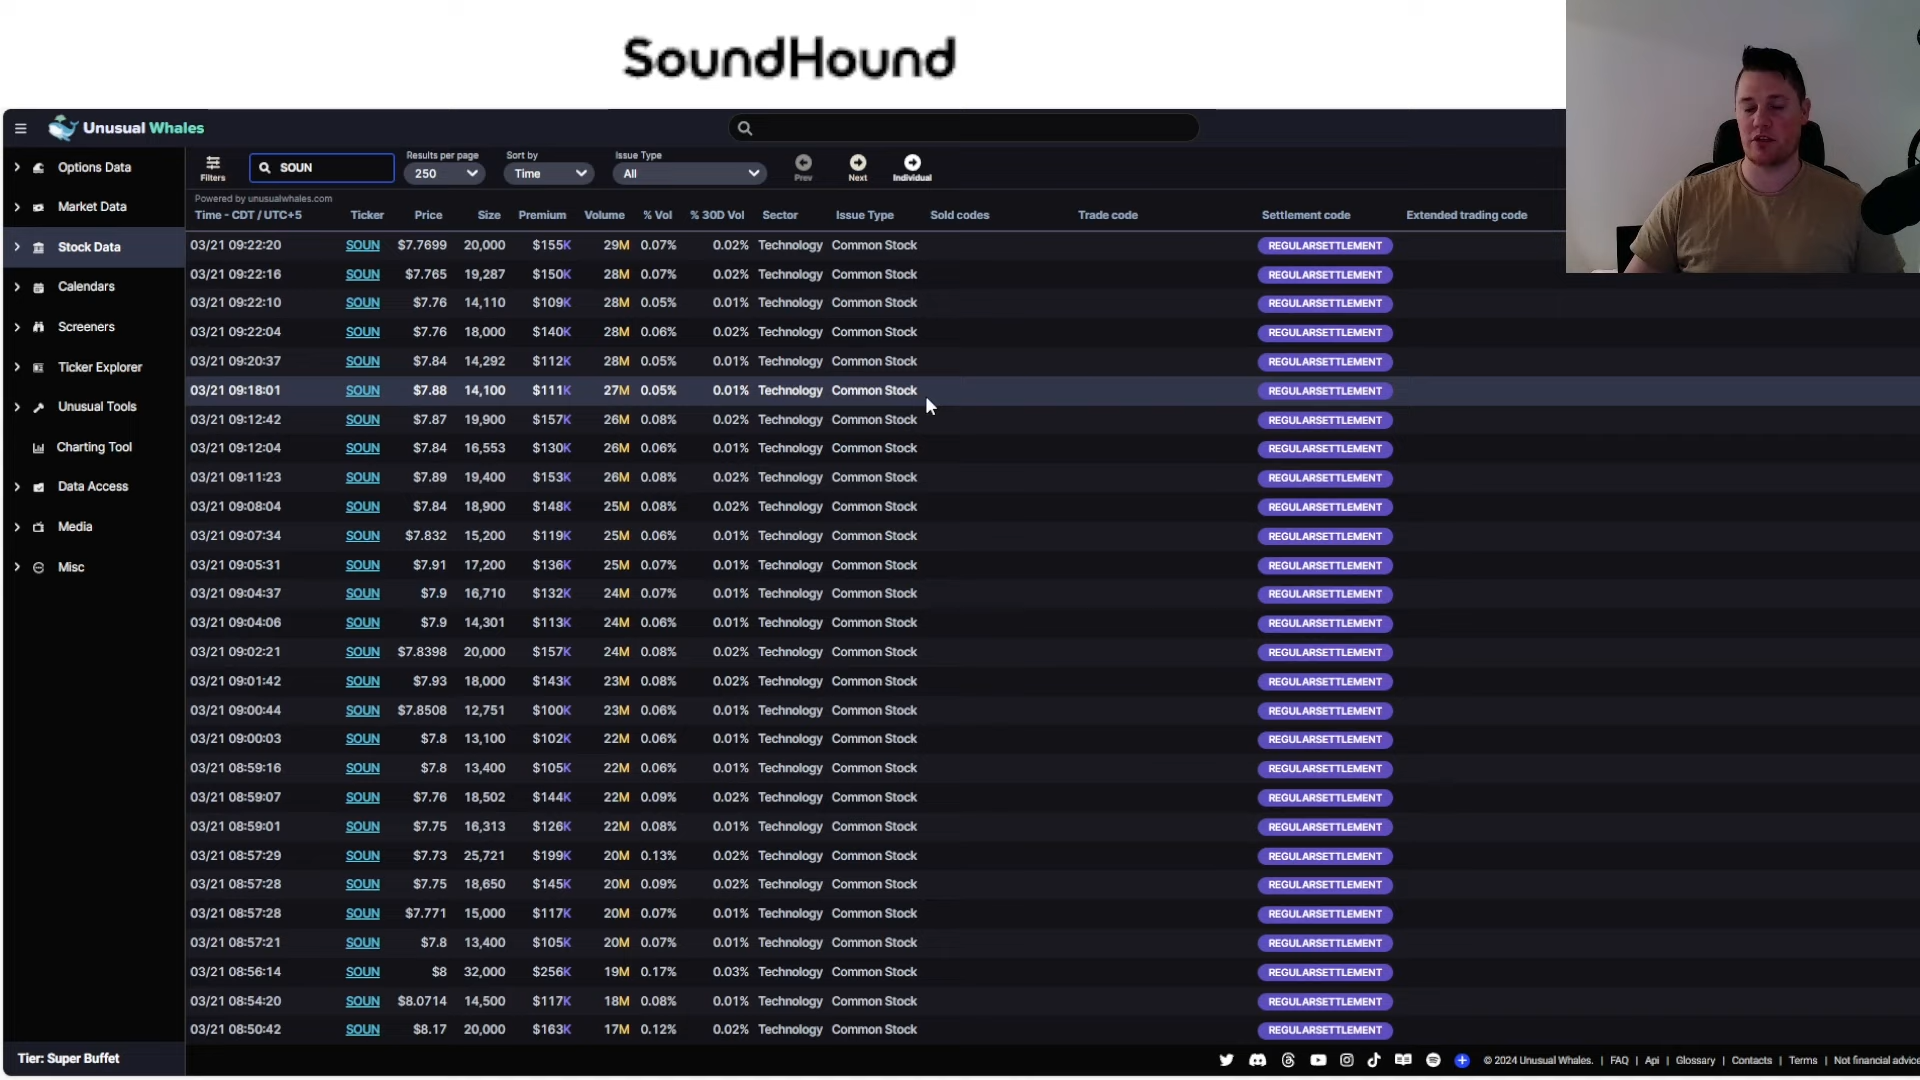 SoundHound
Unusual Whales
Options Data
Market Data
Stock Data
Calendars
Screeners
Ticker Explorer
Unusual Tools
Charting Tool
Data Access
Media
Misc
Tier: Super Buffet
Filters
SOUN
Results per page
250
Sort by
Time
Issue Type
All
Prev
Next
Individual
Powered by unusualwhales.com
Time - CDT / UTC+5 Ticker Price Size Premium Volume % Vol % 30D Vol Sector Issue Type Sold codes Trade code Settlement code Extended trading code
03/21 09:22:20 SOUN $7.7699 20,000 $155K 29M 0.07% 0.02% Technology Common Stock REGULARSETTLEMENT
03/21 09:22:16 SOUN $7.765 19,287 $150K 28M 0.07% 0.02% Technology Common Stock REGULARSETTLEMENT
03/21 09:22:10 SOUN $7.76 14,110 $109K 28M 0.05% 0.01% Technology Common Stock REGULARSETTLEMENT
03/21 09:22:04 SOUN $7.76 18,000 $140K 28M 0.06% 0.02% Technology Common Stock REGULARSETTLEMENT
03/21 09:20:37 SOUN $7.84 14,292 $112K 28M 0.05% 0.01% Technology Common Stock REGULARSETTLEMENT
03/21 09:18:01 SOUN $7.88 14,100 $111K 27M 0.05% 0.01% Technology Common Stock REGULARSETTLEMENT
03/21 09:12:42 SOUN $7.87 19,900 $157K 26M 0.08% 0.02% Technology Common Stock REGULARSETTLEMENT
03/21 09:12:04 SOUN $7.84 16,553 $130K 26M 0.06% 0.01% Technology Common Stock REGULARSETTLEMENT
03/21 09:11:23 SOUN $7.89 19,400 $153K 26M 0.08% 0.02% Technology Common Stock REGULARSETTLEMENT
03/21 09:08:04 SOUN $7.84 18,900 $148K 25M 0.08% 0.02% Technology Common Stock REGULARSETTLEMENT
03/21 09:07:34 SOUN $7.832 15,200 $119K 25M 0.06% 0.01% Technology Common Stock REGULARSETTLEMENT
03/21 09:05:31 SOUN $7.91 17,200 $136K 25M 0.07% 0.01% Technology Common Stock REGULARSETTLEMENT
03/21 09:04:37 SOUN $7.9 16,710 $132K 24M 0.07% 0.01% Technology Common Stock REGULARSETTLEMENT
03/21 09:04:06 SOUN $7.9 14,301 $113K 24M 0.06% 0.01% Technology Common Stock REGULARSETTLEMENT
03/21 09:02:21 SOUN $7.8398 20,000 $157K 24M 0.08% 0.02% Technology Common Stock REGULARSETTLEMENT
03/21 09:01:42 SOUN $7.93 18,000 $143K 23M 0.08% 0.02% Technology Common Stock REGULARSETTLEMENT
03/21 09:00:44 SOUN $7.8508 12,751 $100K 23M 0.06% 0.01% Technology Common Stock REGULARSETTLEMENT
03/21 09:00:03 SOUN $7.8 13,100 $102K 22M 0.06% 0.01% Technology Common Stock REGULARSETTLEMENT
03/21 08:59:16 SOUN $7.8 13,400 $105K 22M 0.06% 0.01% Technology Common Stock REGULARSETTLEMENT
03/21 08:59:07 SOUN $7.76 18,502 $144K 22M 0.09% 0.02% Technology Common Stock REGULARSETTLEMENT
03/21 08:59:01 SOUN $7.75 16,313 $126K 22M 0.08% 0.01% Technology Common Stock REGULARSETTLEMENT
03/21 08:57:29 SOUN $7.73 25,721 $199K 20M 0.13% 0.02% Technology Common Stock REGULARSETTLEMENT
03/21 08:57:28 SOUN $7.75 18,650 $145K 20M 0.09% 0.02% Technology Common Stock REGULARSETTLEMENT
03/21 08:57:28 SOUN $7.771 15,000 $117K 20M 0.07% 0.01% Technology Common Stock REGULARSETTLEMENT
03/21 08:57:21 SOUN $7.8 13,400 $105K 20M 0.07% 0.01% Technology Common Stock REGULARSETTLEMENT
03/21 08:56:14 SOUN $8 32,000 $256K 19M 0.17% 0.03% Technology Common Stock REGULARSETTLEMENT
03/21 08:54:20 SOUN $8.0714 14,500 $117K 18M 0.08% 0.01% Technology Common Stock REGULARSETTLEMENT
03/21 08:50:42 SOUN $8.17 20,000 $163K 17M 0.12% 0.02% Technology Common Stock REGULARSETTLEMENT
© 2024 Unusual Whales. | FAQ | Api | Glossary | Contacts | Terms | Not financial advice